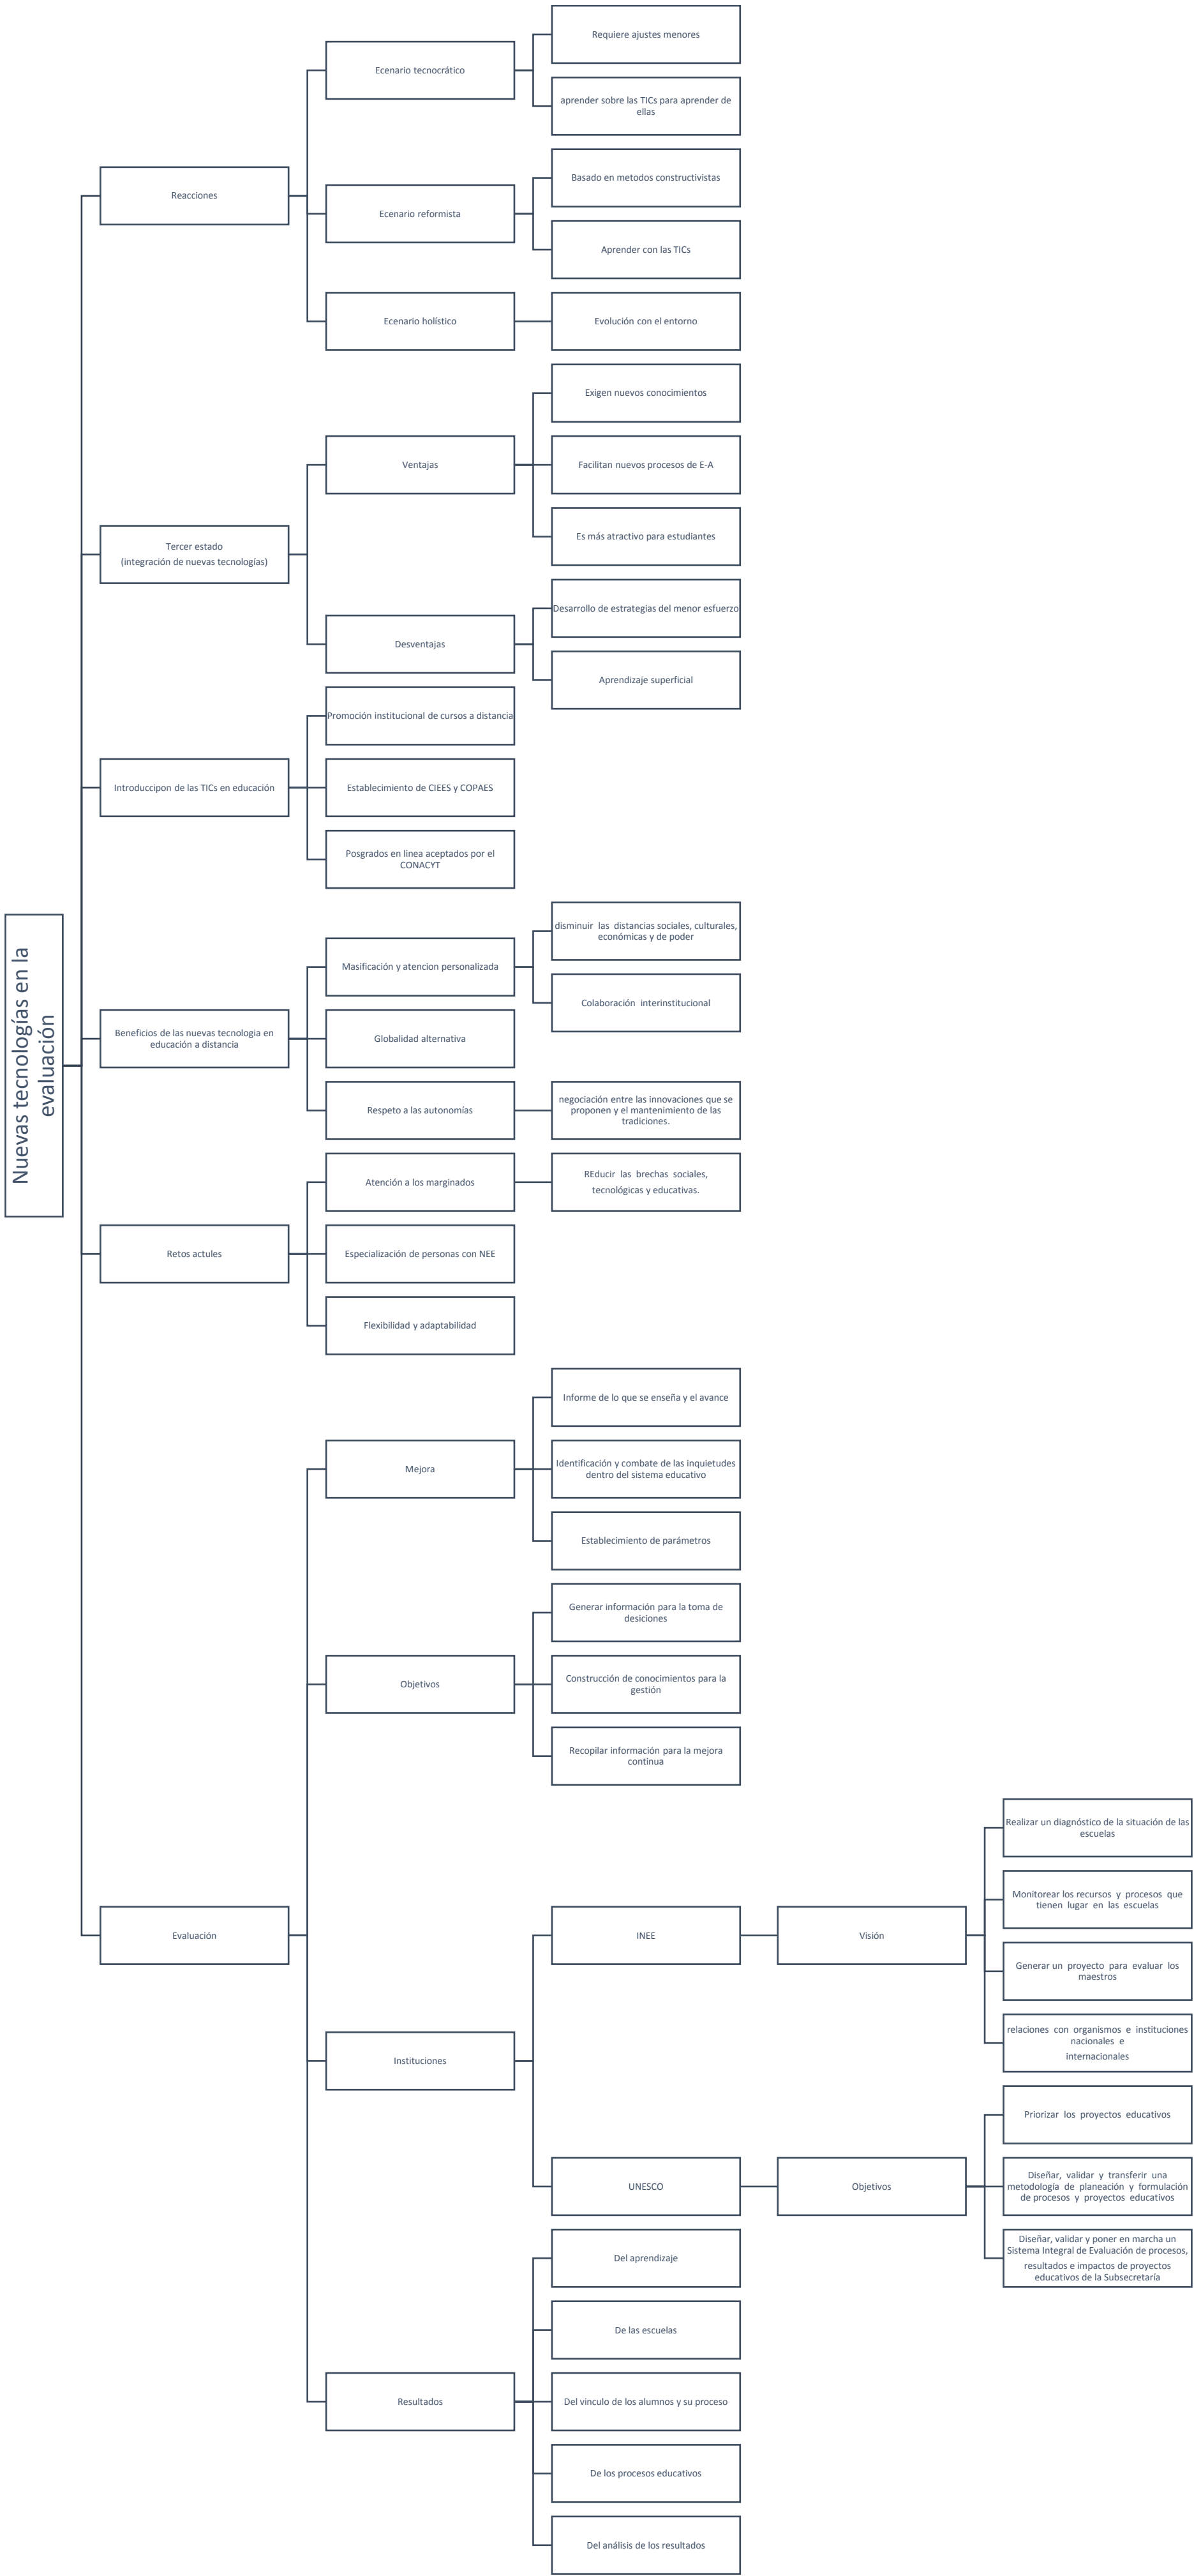 Nuevas tecnologías en la
evaluación
Reacciones
Ecenario tecnocrático
Requiere ajustes menores
aprender sobre las TICs para aprender de
ellas
Ecenario reformista
Basado en metodos constructivistas
Aprender con las TICs
Ecenario holístico
Evolución con el entorno
Tercer estado
(integración de nuevas tecnologías)
Ventajas
Exigen nuevos conocimientos
Facilitan nuevos procesos de E-A
Es más atractivo para estudiantes
Desventajas
Desarrollo de estrategias del menor esfuerzo
Aprendizaje superficial
Introduccipon de las TICs en educación
Promoción institucional de cursos a distancia
Establecimiento de CIEES y COPAES
Posgrados en linea aceptados por el
CONACYT
Beneficios de las nuevas tecnologia en
educación a distancia
Masificación y atencion personalizada
disminuir las distancias sociales, culturales,
económicas y de poder
Colaboración interinstitucional
Globalidad alternativa
Respeto a las autonomías
negociación entre las innovaciones que se
proponen y el mantenimiento de las
tradiciones.
Retos actules
Atención a los marginados
REducir las brechas sociales,
tecnológicas y educativas.
Especialización de personas con NEE
Flexibilidad y adaptabilidad
Evaluación
Mejora
Informe de lo que se enseña y el avance
Identificación y combate de las inquietudes
dentro del sistema educativo
Establecimiento de parámetros
Objetivos
Generar información para la toma de
desiciones
Construcción de conocimientos para la
gestión
Recopilar información para la mejora
continua
Instituciones
INEE
Visión
Realizar un diagnóstico de la situación de las
escuelas
Monitorear los recursos y procesos que
tienen lugar en las escuelas
Generar un proyecto para evaluar los
maestros
relaciones con organismos e instituciones
nacionales e
internacionales
UNESCO
Objetivos
Priorizar los proyectos educativos
Diseñar, validar y transferir una
metodología de planeación y formulación
de procesos y proyectos educativos
Diseñar, validar y poner en marcha un
Sistema Integral de Evaluación de procesos,
resultados e impactos de proyectos
educativos de la Subsecretaría
Resultados
Del aprendizaje
De las escuelas
Del vinculo de los alumnos y su proceso
De los procesos educativos
Del análisis de los resultados